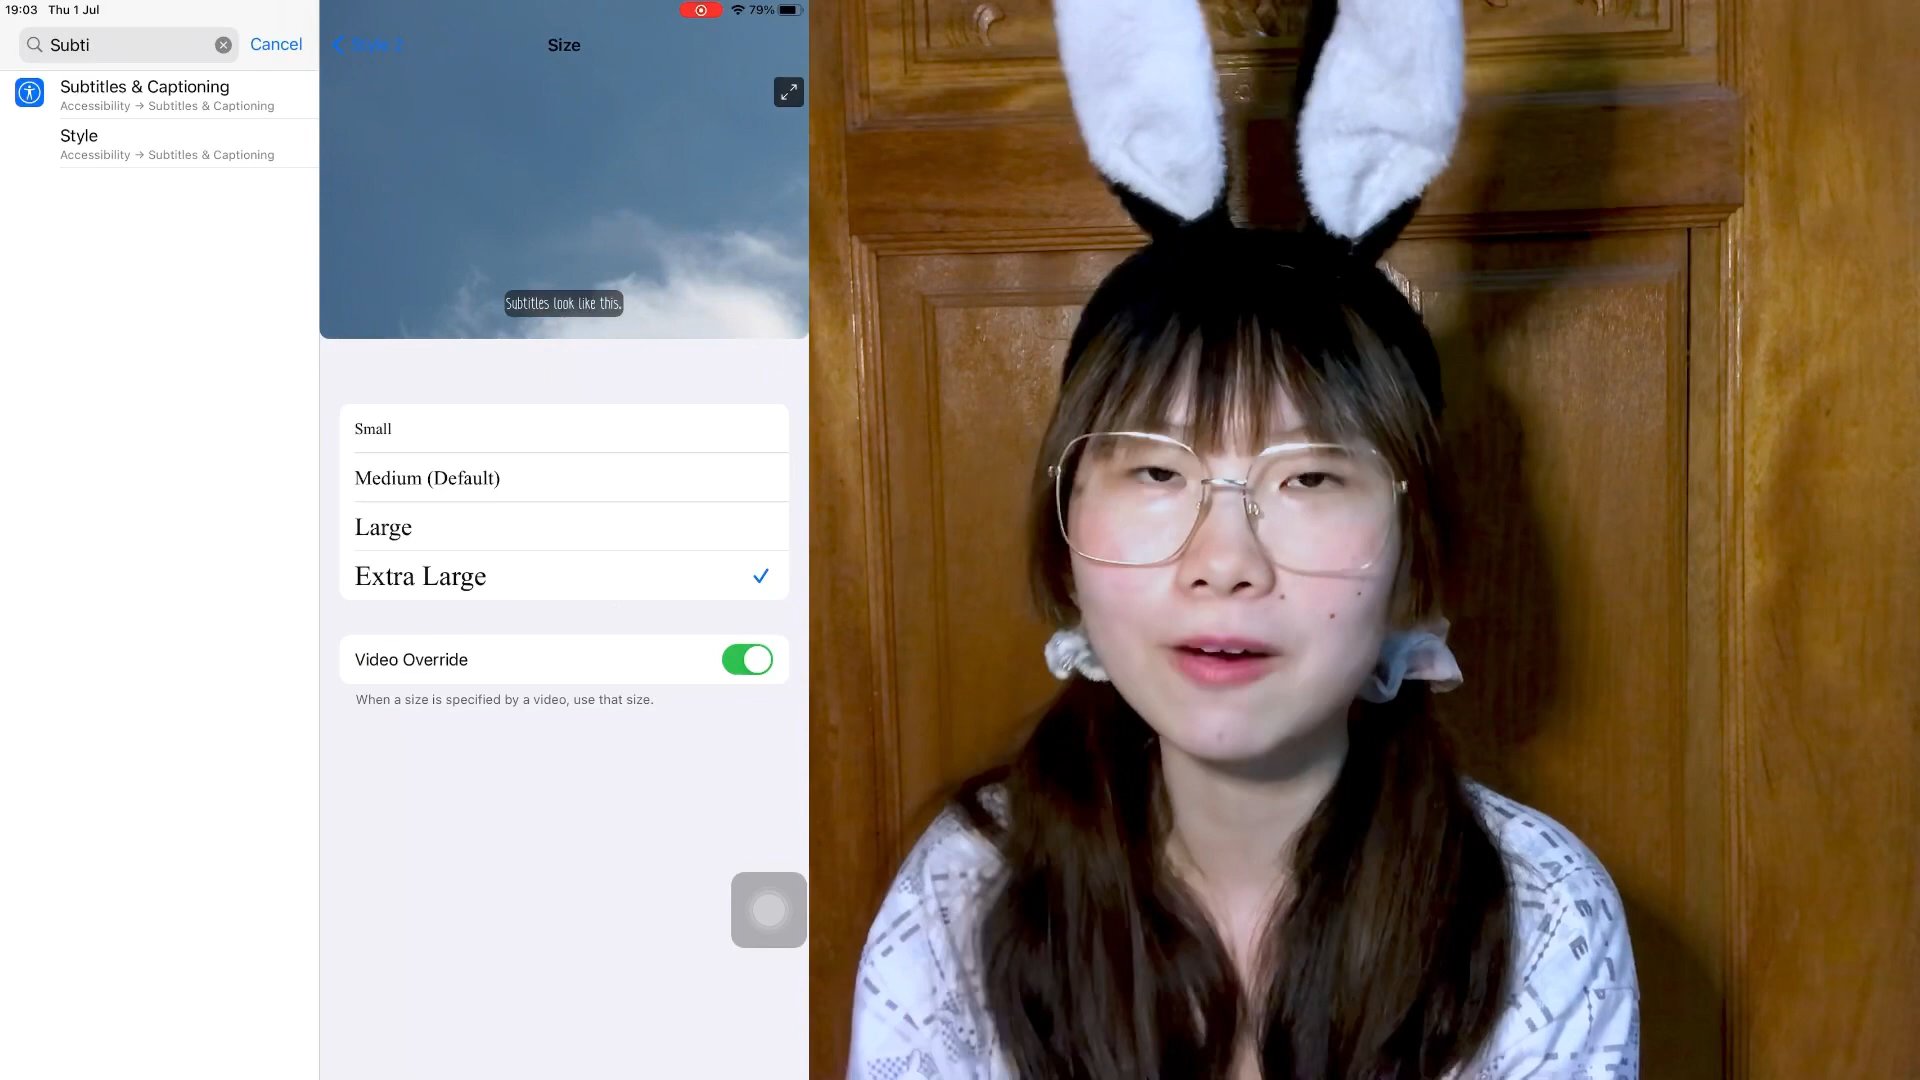 19:03 Thu 1 Jul
79%
Subti
Cancel
Subtitles & Captioning
Accessibility → Subtitles & Captioning
Style
Accessibility → Subtitles & Captioning
Size
Subtitles look like this.
Small
Medium (Default)
Large
Extra Large
Video Override
When a size is specified by a video, use that size.